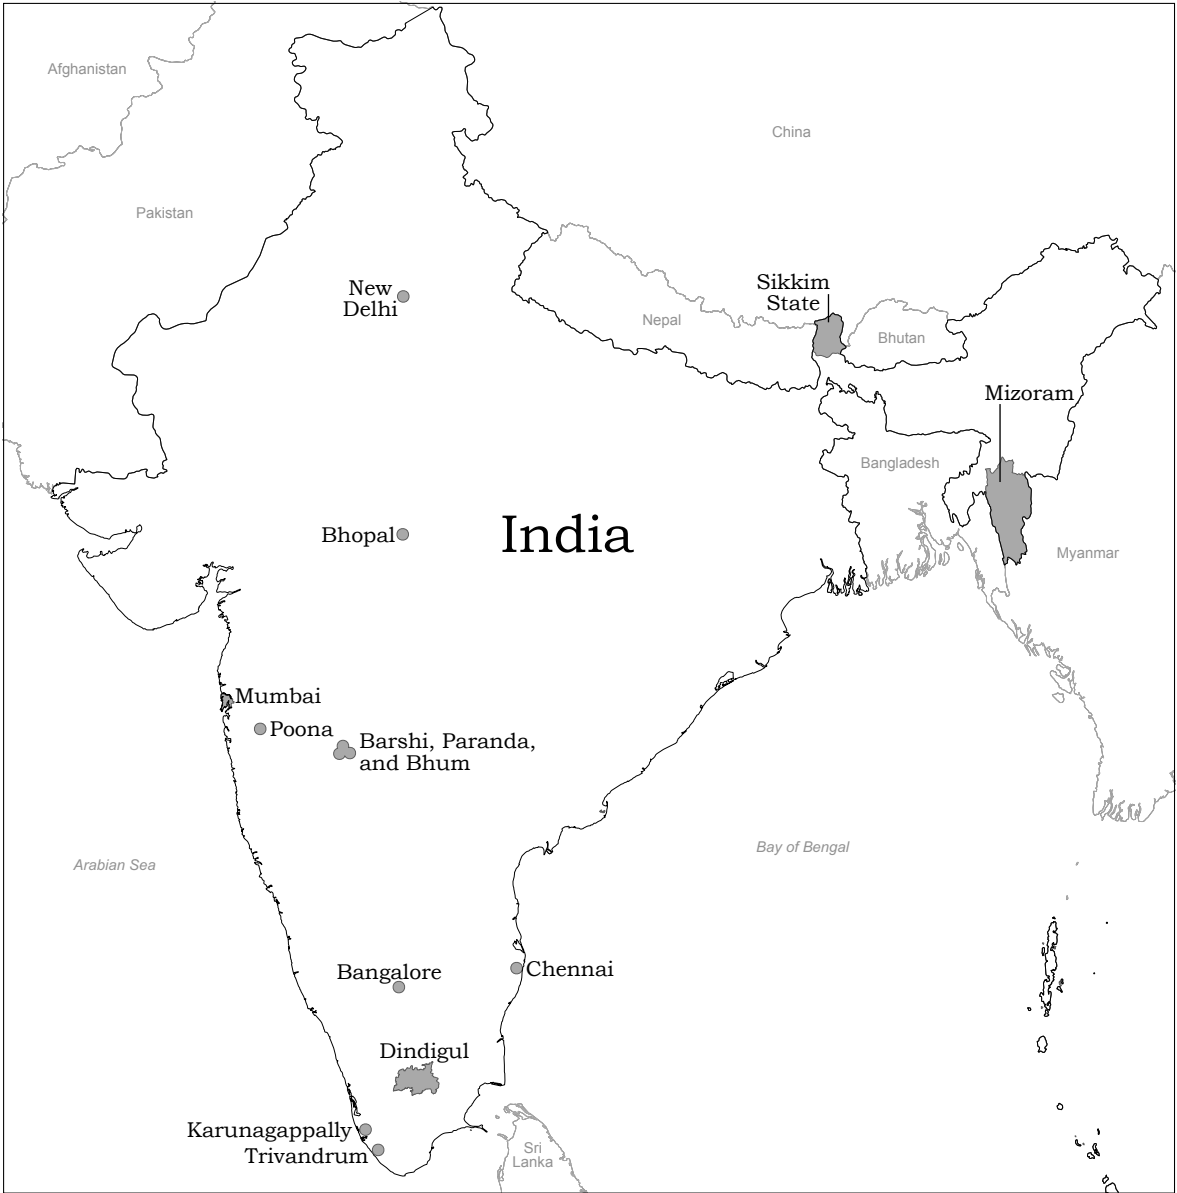 Afghanistan
China
Pakistan
New
Delhi
Sikkim
State
Nepal
Bhutan
Mizoram
Bangladesh
Bhopal
India
Myanmar
Mumbai
Poona
Barshi, Paranda,
and Bhum
Arabian Sea
Bay of Bengal
Bangalore
Chennai
Dindigul
Karunagappally
Trivandrum
Sri
Lanka